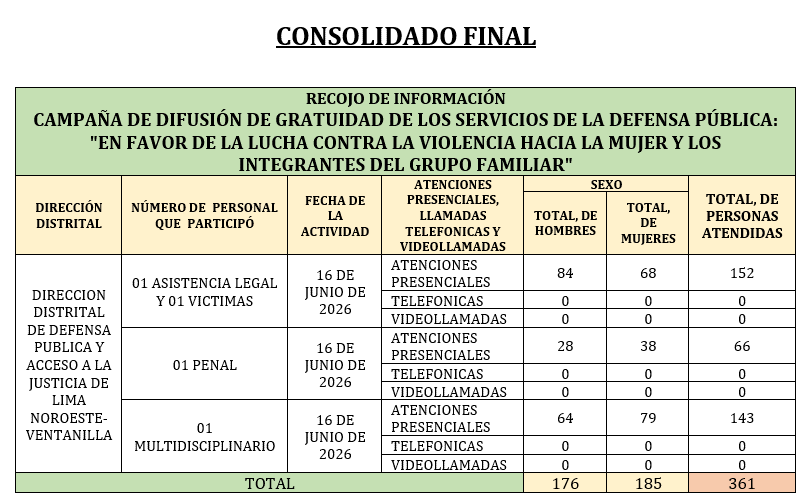 CONSOLIDADO FINAL
RECOJO DE INFORMACIÓN
CAMPAÑA DE DIFUSIÓN DE GRATUIDAD DE LOS SERVICIOS DE LA DEFENSA PÚBLICA:
"EN FAVOR DE LA LUCHA CONTRA LA VIOLENCIA HACIA LA MUJER Y LOS
INTEGRANTES DEL GRUPO FAMILIAR"
DIRECCIÓN
DISTRITAL
NÚMERO DE PERSONAL
QUE PARTICIPÓ
FECHA DE
LA
ACTIVIDAD
ATENCIONES
PRESENCIALES,
LLAMADAS
TELEFONICAS Y
VIDEOLLAMADAS
SEXO
TOTAL, DE
HOMBRES
TOTAL,
DE
MUJERES
TOTAL, DE
PERSONAS
ATENDIDAS
DIRECCION
DISTRITAL
DE DEFENSA
PUBLICA Y
ACCESO A LA
JUSTICIA DE
LIMA
NOROESTE-
VENTANILLA
01 ASISTENCIA LEGAL
Y 01 VICTIMAS
16 DE
JUNIO DE
2026
ATENCIONES
PRESENCIALES
84 68 152
TELEFONICAS 0 0 0
VIDEOLLAMADAS 0 0 0
01 PENAL
16 DE
JUNIO DE
2026
ATENCIONES
PRESENCIALES
28 38 66
TELEFONICAS 0 0 0
VIDEOLLAMADAS 0 0 0
01
MULTIDISCIPLINARIO
16 DE
JUNIO DE
2026
ATENCIONES
PRESENCIALES
64 79 143
TELEFONICAS 0 0 0
VIDEOLLAMADAS 0 0 0
TOTAL 176 185 361